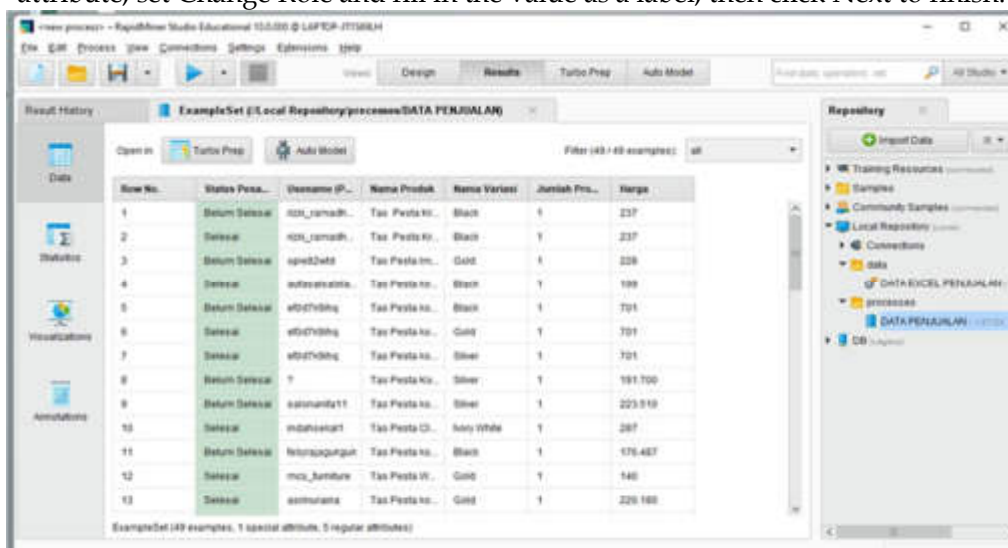 attribute, set Change Role and fill in the value as a label, then click Next to finish.
<new process> – RapidMiner Studio Educational 10.0.000 @ LAPTOP-
File Edit Process View Connections Settings Extensions Help
Views: Design Results Turbo Prep Auto Model
Find data, operators, etc All Studio
Result History ExampleSet (//Local Repository/processes/DATA PENJUALAN) Repository
Open in Turbo Prep Auto Model Filter (49 / 49 examples): all
Import Data
Data
Statistics
Visualizations
Annotations
Row No. Status Pesa... Username (P... Nama Produk Nama Variasi Jumlah Pro... Harga
1 Belum Selesai Tas Pesta Black 1 237
2 Selesai Tas Pesta Black 1 237
3 Belum Selesai Tas Pesta Im... Gold 1 228
4 Selesai Tas Pesta ko... Black 1 199
5 Belum Selesai Tas Pesta ko... Black 1 701
6 Selesai Tas Pesta ko... Gold 1 701
7 Selesai Tas Pesta ko... Silver 1 701
8 Belum Selesai ? Tas Pesta Ko... Silver 1 191.700
9 Belum Selesai Tas Pesta ko... Silver 1 223.510
10 Selesai Tas Pesta Cl... Ivory White 1 287
11 Belum Selesai Tas Pesta ko... Black 1 176.487
12 Selesai mcs_furniture Tas Pesta W... Gold 1 140
13 Selesai Tas Pesta ko... Gold 1
ExampleSet (49 examples, 1 special attribute, 5 regular attributes)
Training Resources
Samples
Community Samples
Local Repository
Connections
data
DATA EXCEL PENJUALAN
processes
DATA PENJUALAN
DB